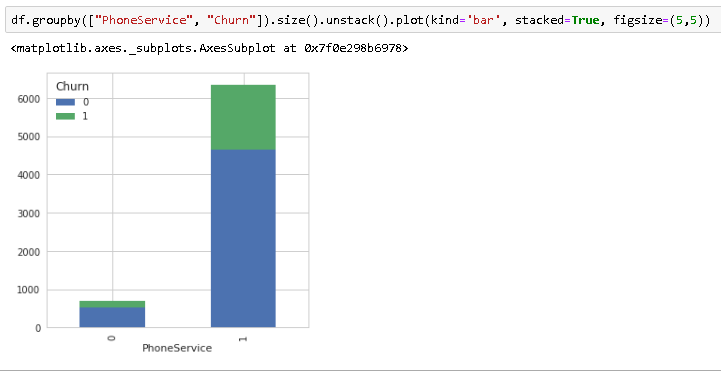 df.groupby(["PhoneService", "Churn"]).size().unstack().plot(kind='bar', stacked=True, figsize=(5,5))
<matplotlib.axes._subplots.AxesSubplot at 0x7f0e298b6978>
Churn
0
1
6000
5000
4000
3000
2000
1000
0
0
1
PhoneService